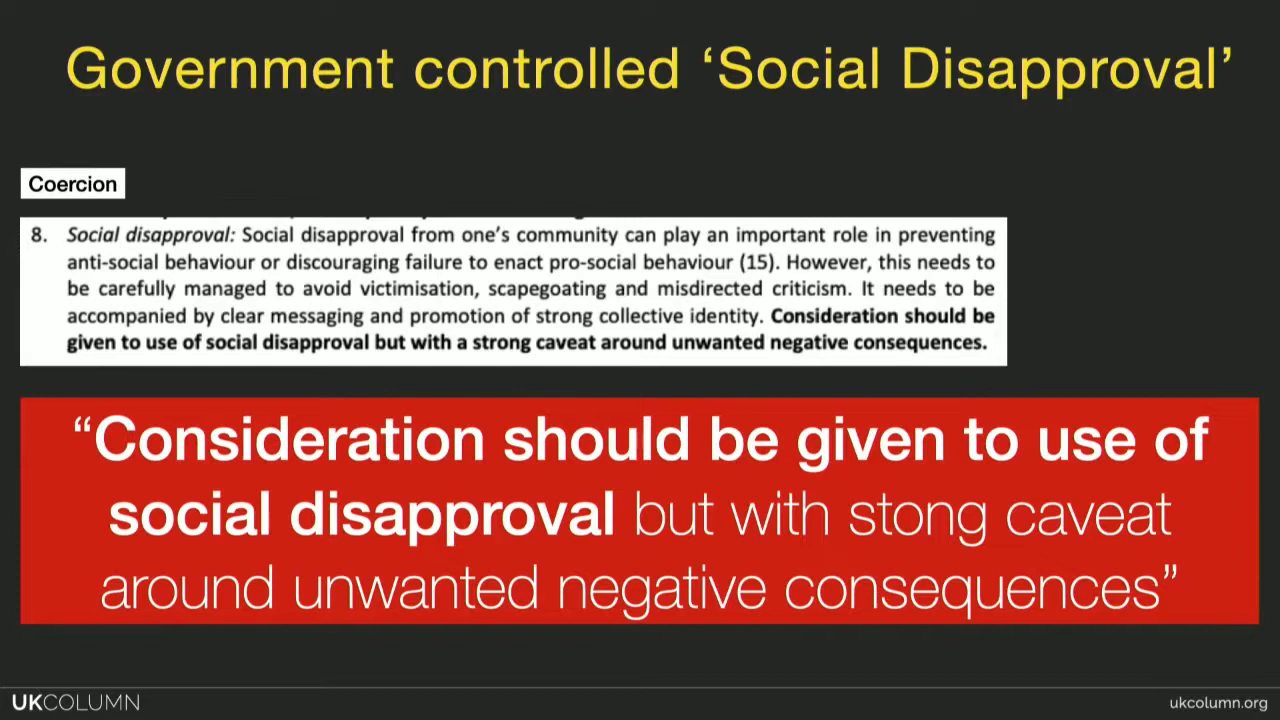 Government controlled ‘Social Disapproval’
Coercion
8. Social disapproval: Social disapproval from one’s community can play an important role in preventing
anti-social behaviour or discouraging failure to enact pro-social behaviour (15). However, this needs to
be carefully managed to avoid victimisation, scapegoating and misdirected criticism. It needs to be
accompanied by clear messaging and promotion of strong collective identity. Consideration should be
given to use of social disapproval but with a strong caveat around unwanted negative consequences.
“Consideration should be given to use of
social disapproval but with stong caveat
around unwanted negative consequences”
UKCOLUMN
ukcolumn.org